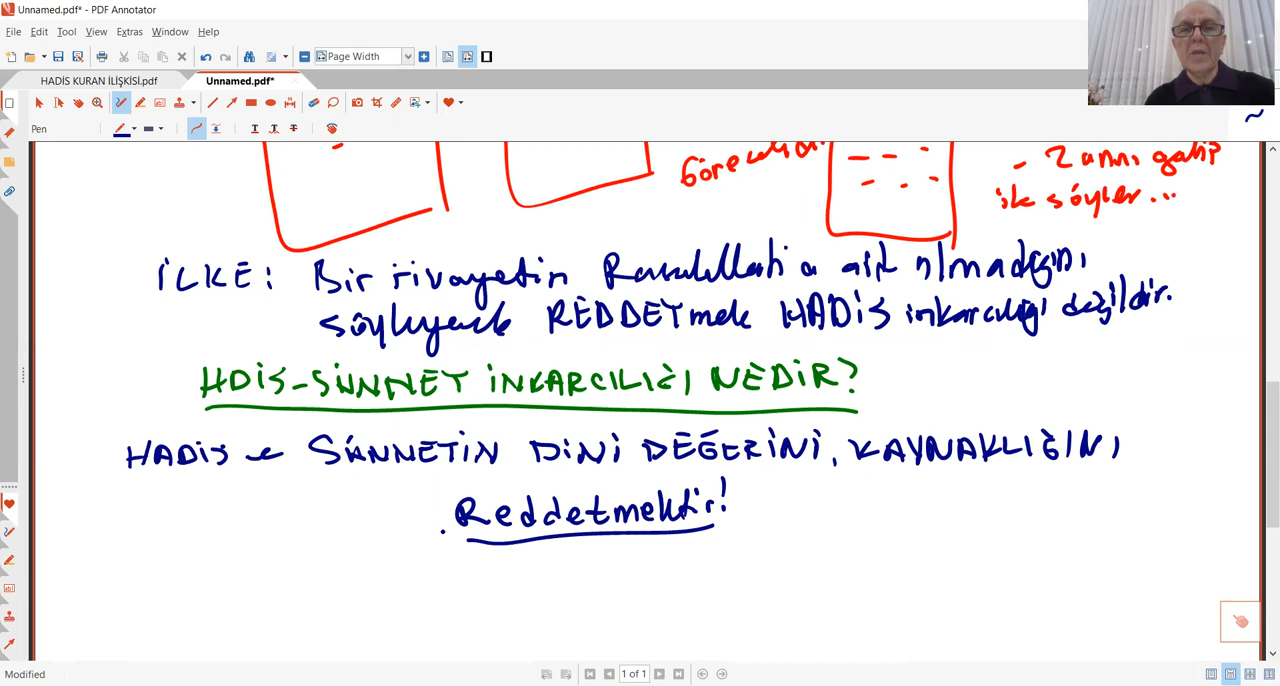 Unnamed.pdf* - PDF Annotator
File Edit Tool View Extras Window Help
Page Width
HADİS KURAN İLİŞKİSİ.pdf Unnamed.pdf*
Pen
- Zannı galip
ile söyler...
İLKE: Bir rivayetin Rasulullah'a ait olmadığını
söyleyerek REDDETmek HADİS inkarcılığı değildir.
HDİS-SÜNNET İNKARCILIĞI NEDİR?
HADİS ve SÜNNETİN DİNİ DEĞERİNİ, KAYNAKLIĞINI
Reddetmektir!
1 of 1
Modified